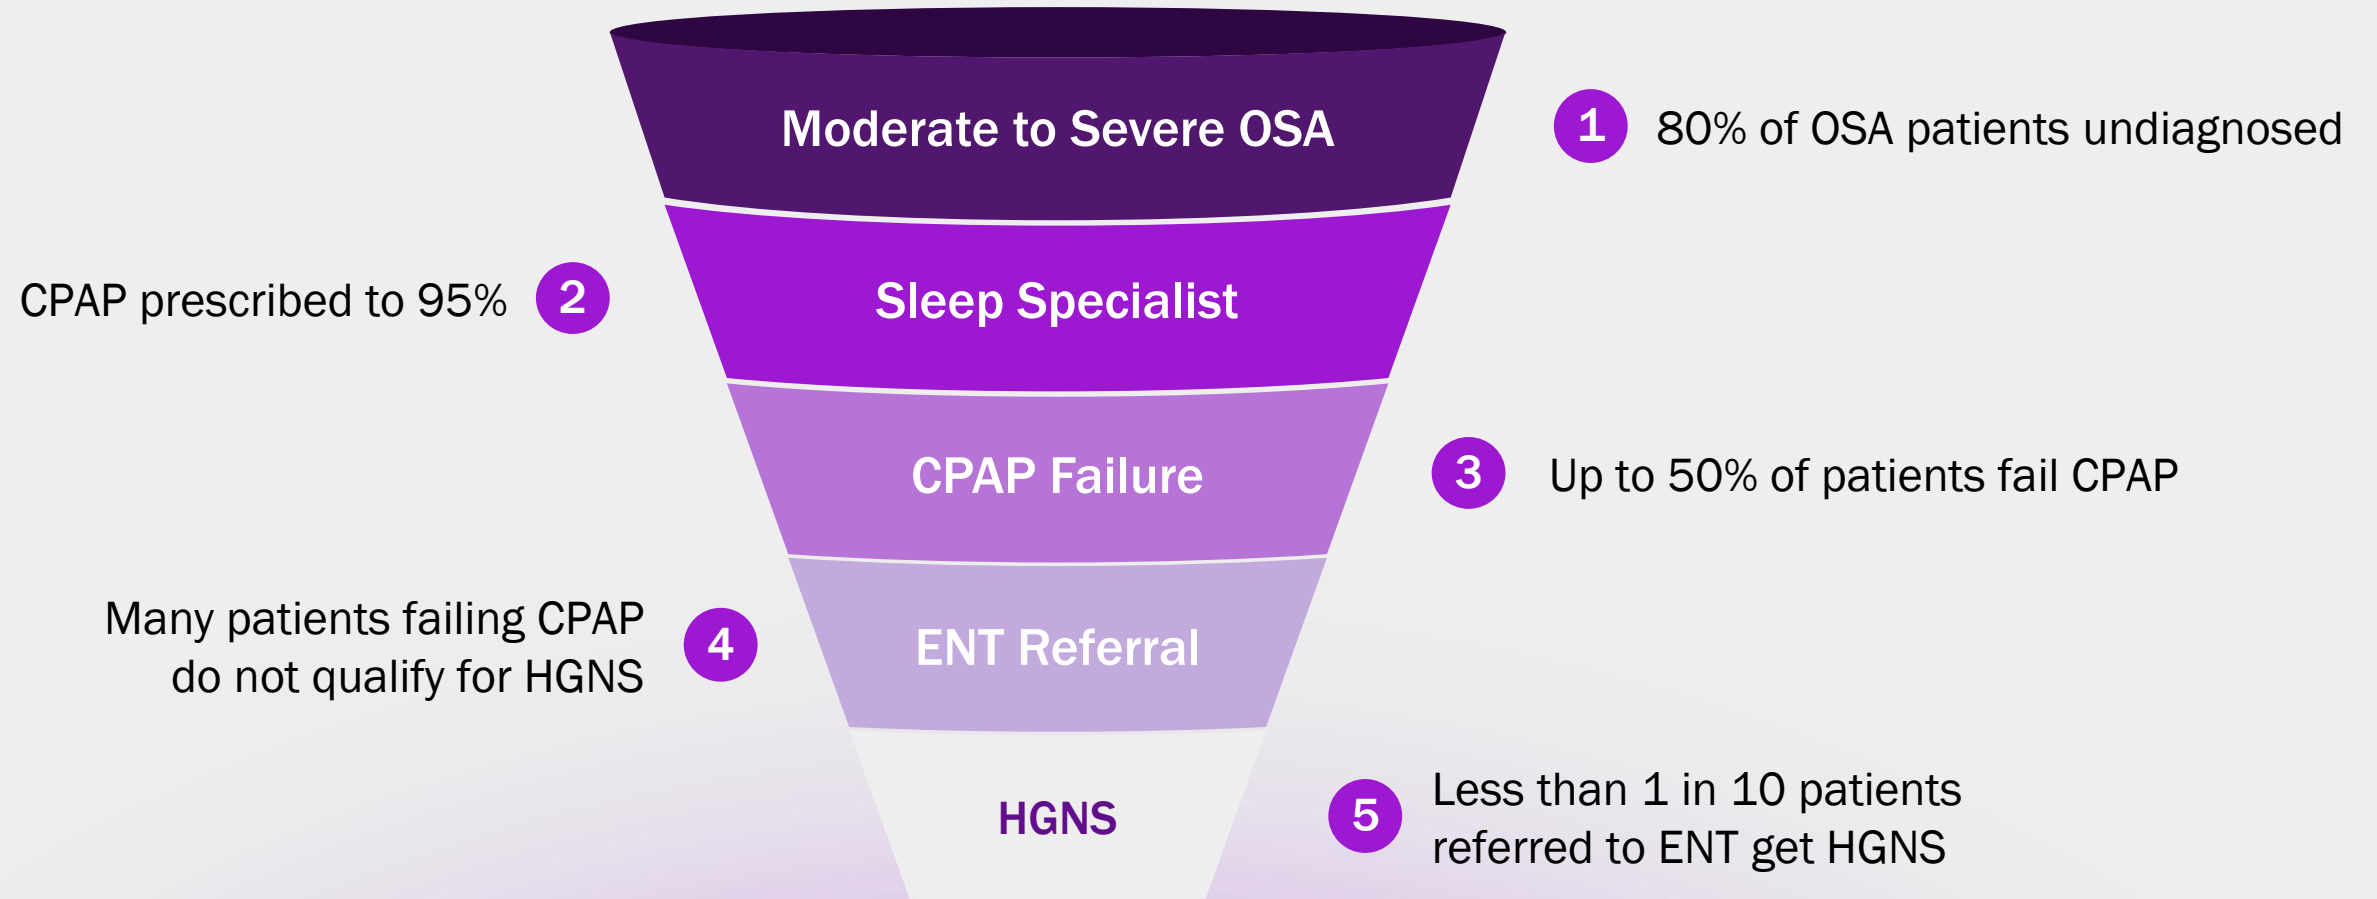 Moderate to Severe OSA
1 80% of OSA patients undiagnosed
CPAP prescribed to 95% 2
Sleep Specialist
CPAP Failure
3 Up to 50% of patients fail CPAP
Many patients failing CPAP
do not qualify for HGNS
4
ENT Referral
HGNS
5
Less than 1 in 10 patients
referred to ENT get HGNS